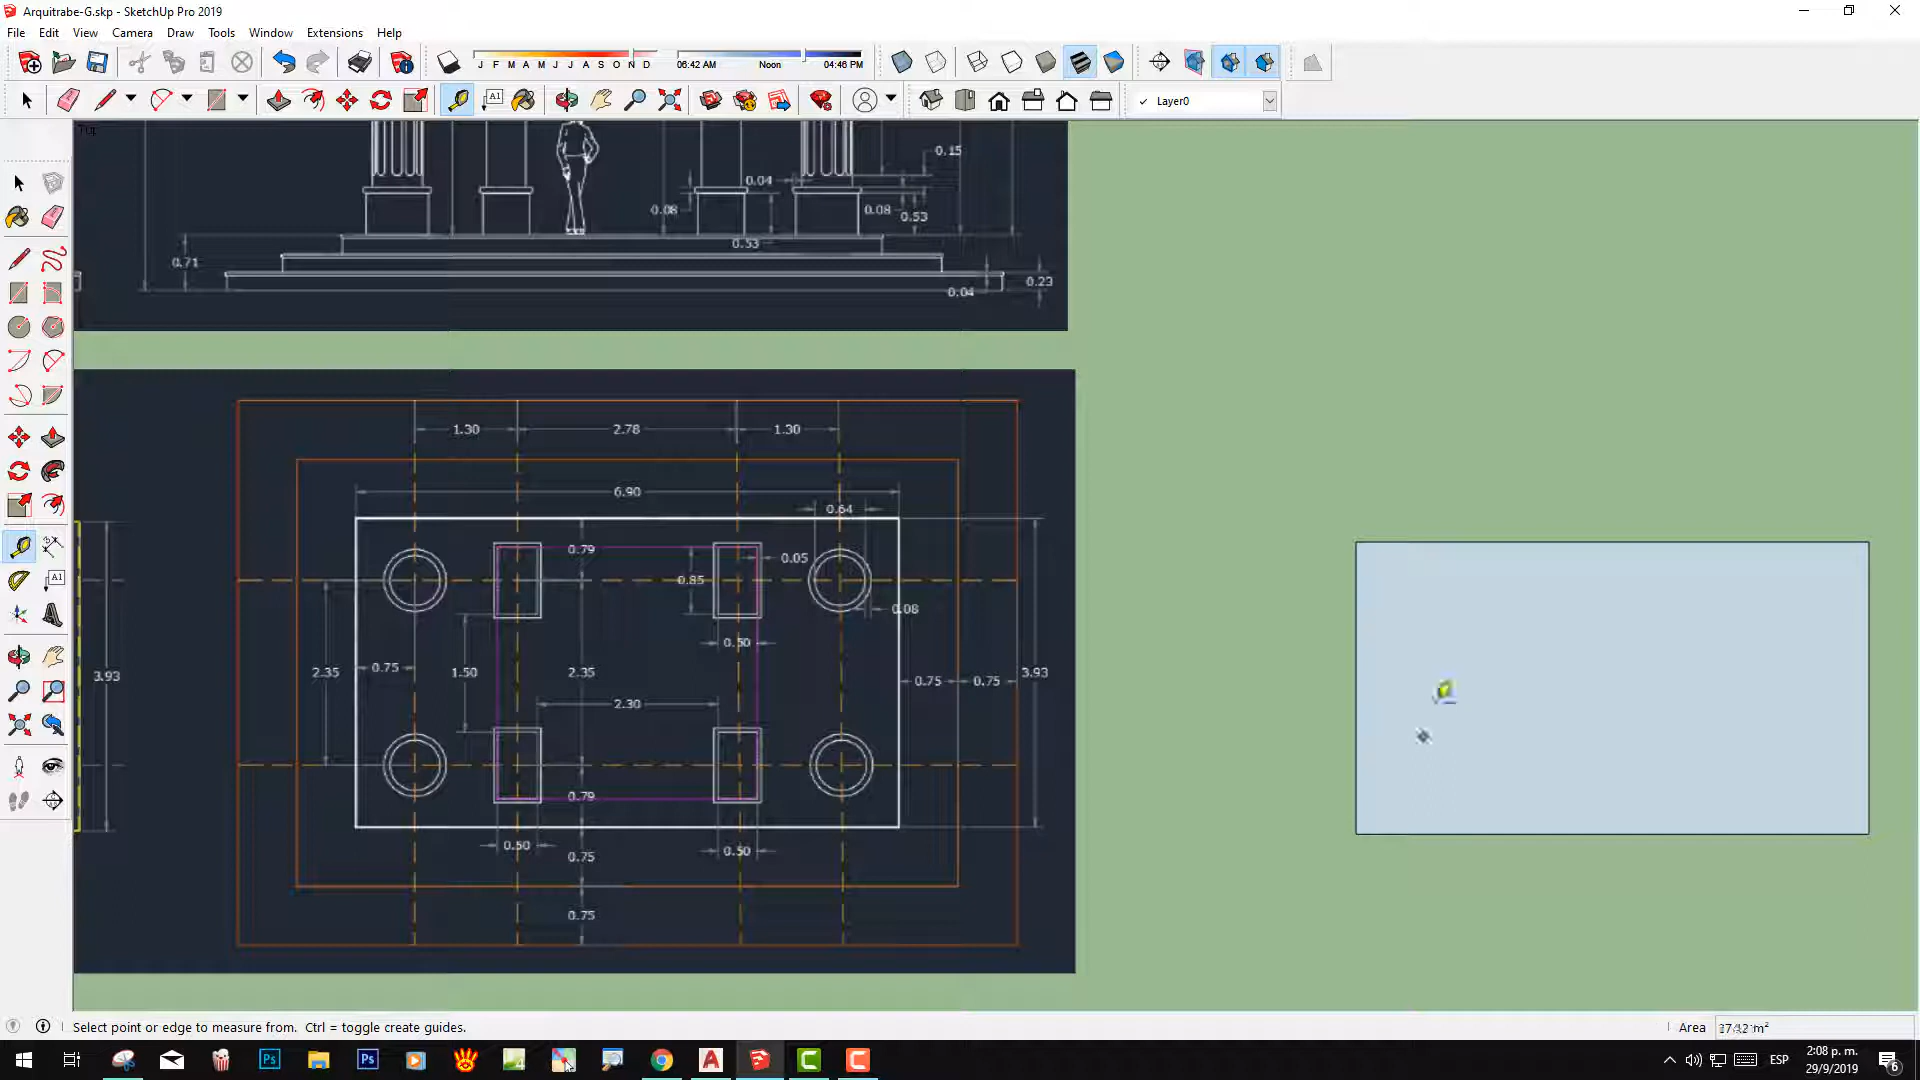 Arquitrabe-G.skp - SketchUp Pro 2019
File Edit View Camera Draw Tools Window Extensions Help
J F M A M J J A S O N D 06:42 AM Noon 04:46 PM
A1 Layer0
Top
0.15
0.04
0.08 0.08
0.53
0.53
0.71
0.23
0.04
1.30 2.78 1.30
6.90
0.64
0.79
0.05
0.85
0.08
0.50
2.35 0.75 1.50 2.35 0.75 0.75 3.93
3.93
2.30
0.79
0.50 0.50
0.75
0.75
A1
Select point or edge to measure from. Ctrl = toggle create guides.
Area
ESP
2:08 p. m.
29/9/2019
6